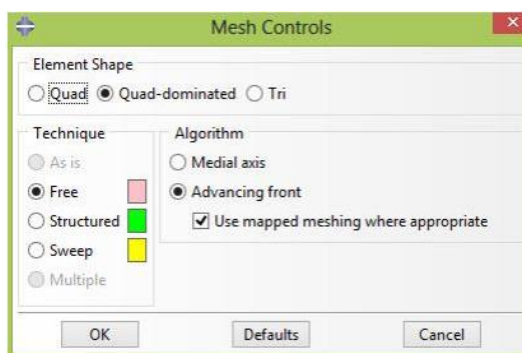 Mesh Controls
Element Shape
Quad Quad-dominated Tri
Technique
As is
Free
Structured
Sweep
Multiple
Algorithm
Medial axis
Advancing front
Use mapped meshing where appropriate
OK Defaults Cancel